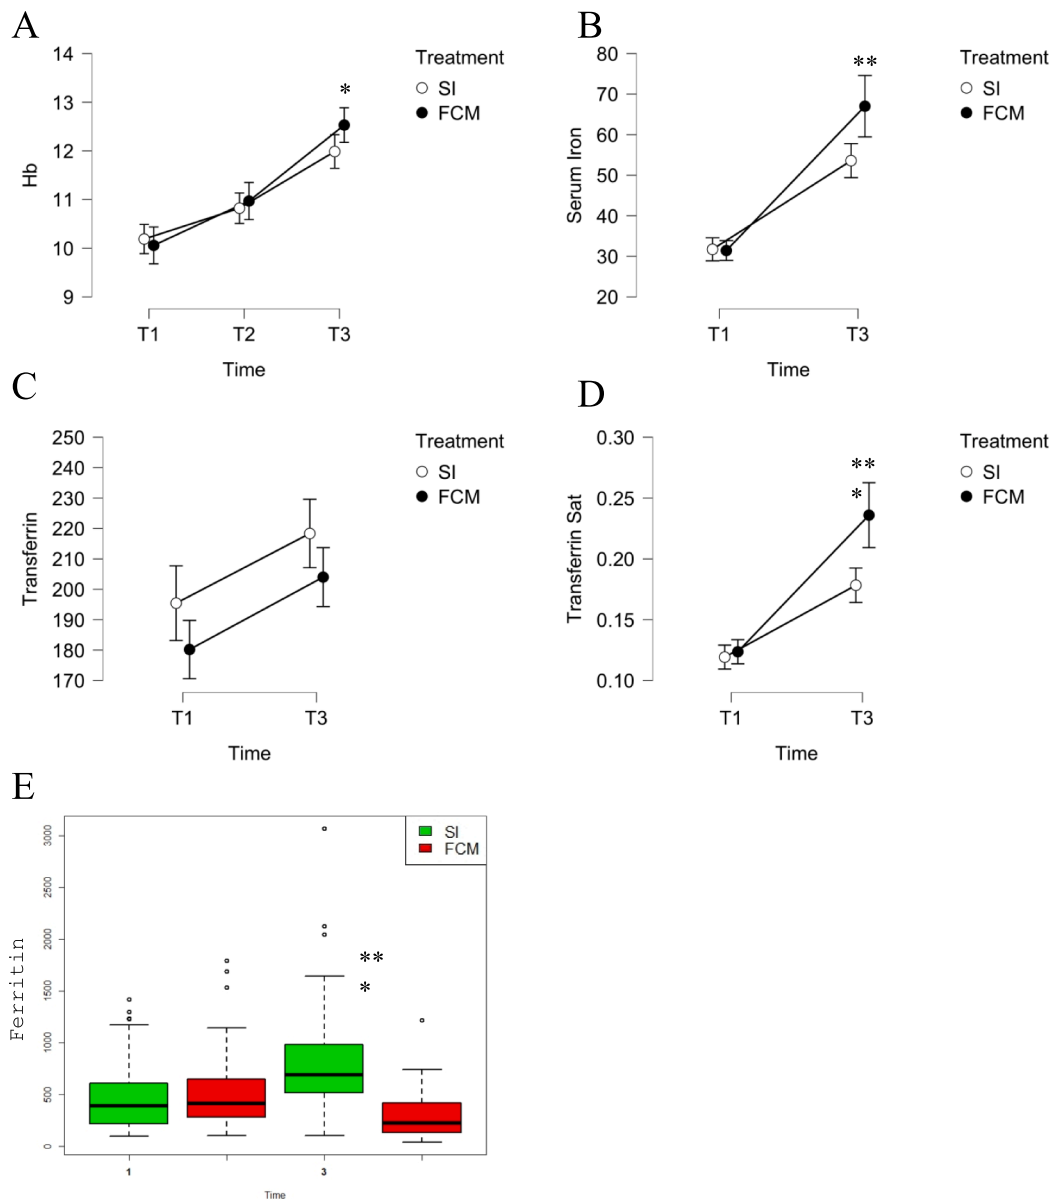 A
14
13
12
11
10
9
Hb
*
T1 T2 T3
Time
Treatment
SI
FCM
B
80
70
60
50
40
30
20
Serum Iron
**
T1 T3
Time
Treatment
SI
FCM
C
250
240
230
220
210
200
190
180
170
Transferrin
T1 T3
Time
Treatment
SI
FCM
D
0.30
0.25
0.20
0.15
0.10
Transferrin Sat
**
*
T1 T3
Time
Treatment
SI
FCM
E
3000
2500
2000
1500
1000
500
0
Ferritin
SI
FCM
**
*
1 3
Time